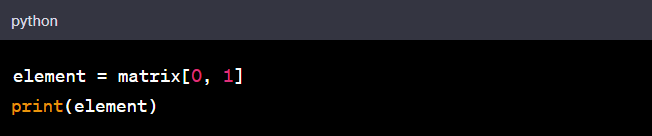 python
element = matrix[0, 1]
print(element)